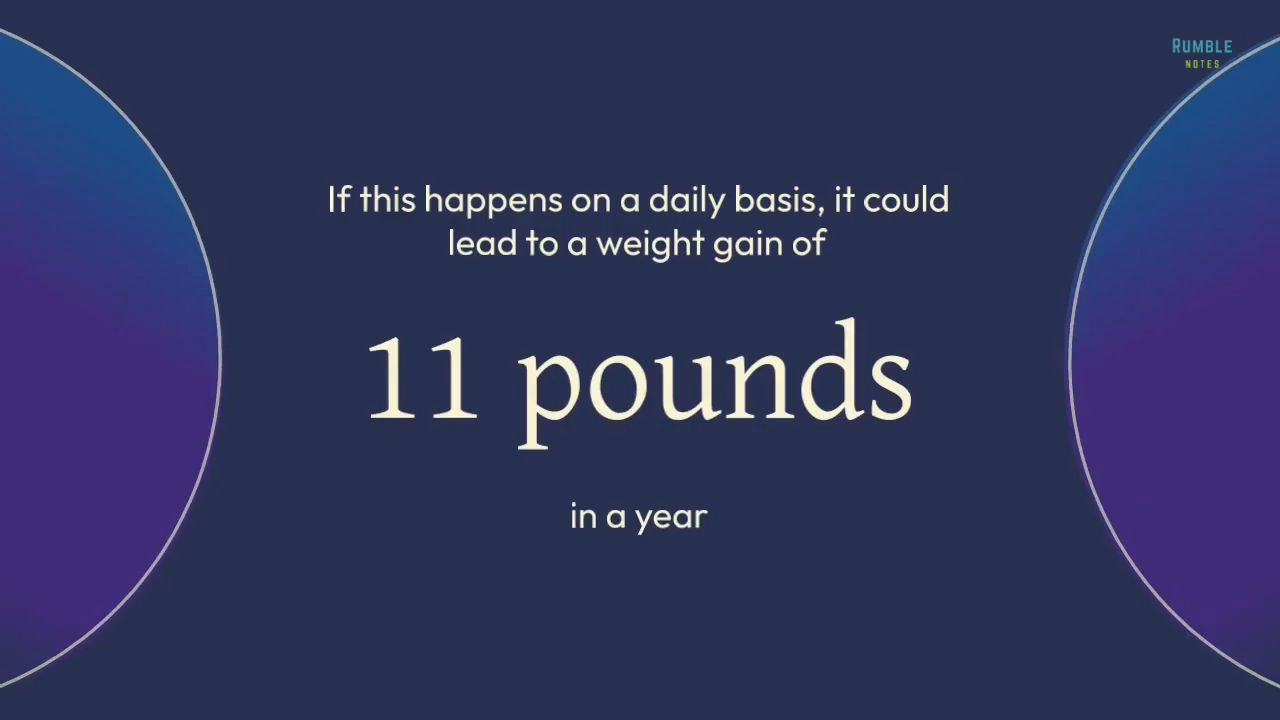 RUMBLE
NOTES
If this happens on a daily basis, it could
lead to a weight gain of
11 pounds
in a year